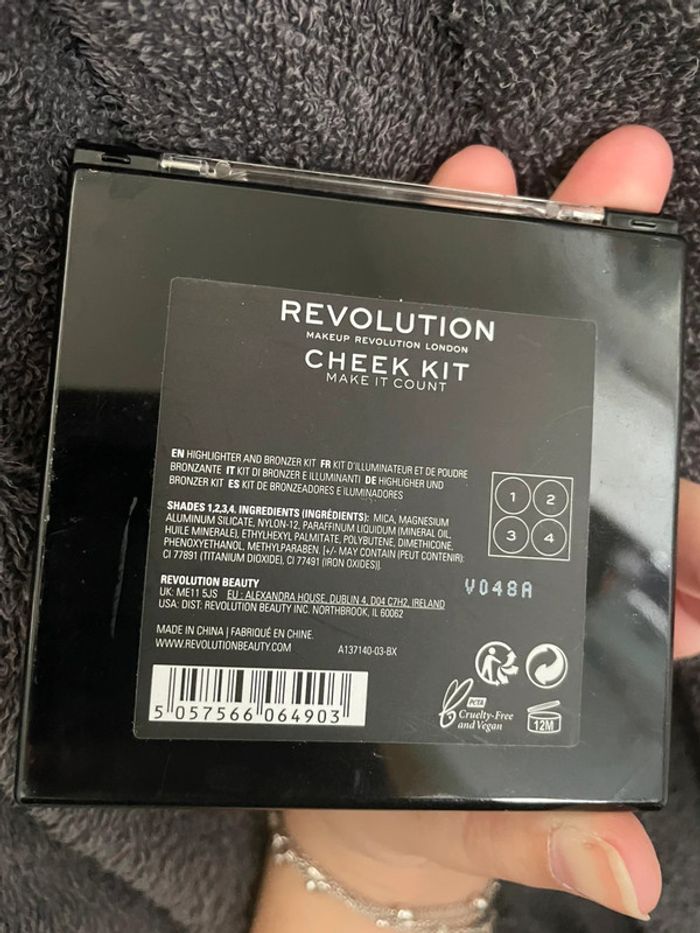 REVOLUTION
MAKEUP REVOLUTION LONDON
CHEEK KIT
MAKE IT COUNT
EN HIGHLIGHTER AND BRONZER KIT FR KIT D'ILLUMINATEUR ET DE POUDRE
BRONZANTE IT KIT DI BRONZER E ILLUMINANTI DE HIGHLIGHER UND
BRONZER KIT ES KIT DE BRONZEADORES E ILUMINADORES
SHADES 1,2,3,4. INGREDIENTS (INGRÉDIENTS): MICA, MAGNESIUM
ALUMINUM SILICATE, NYLON-12, PARAFFINUM LIQUIDUM (MINERAL OIL,
HUILE MINERALE), ETHYLHEXYL PALMITATE, POLYBUTENE, DIMETHICONE,
PHENOXYETHANOL, METHYLPARABEN. [+/- MAY CONTAIN (PEUT CONTENIR):
CI 77891 (TITANIUM DIOXIDE), CI 77491 (IRON OXIDES)].
1 2
3 4
V048A
REVOLUTION BEAUTY
UK: ME11 5JS EU : ALEXANDRA HOUSE, DUBLIN 4, D04 C7H2, IRELAND
USA: DIST: REVOLUTION BEAUTY INC. NORTHBROOK, IL 60062
MADE IN CHINA | FABRIQUÉ EN CHINE.
WWW.REVOLUTIONBEAUTY.COM
A137140-03-BX
5 057566 064903
PETA
Cruelty-Free
and Vegan
12M